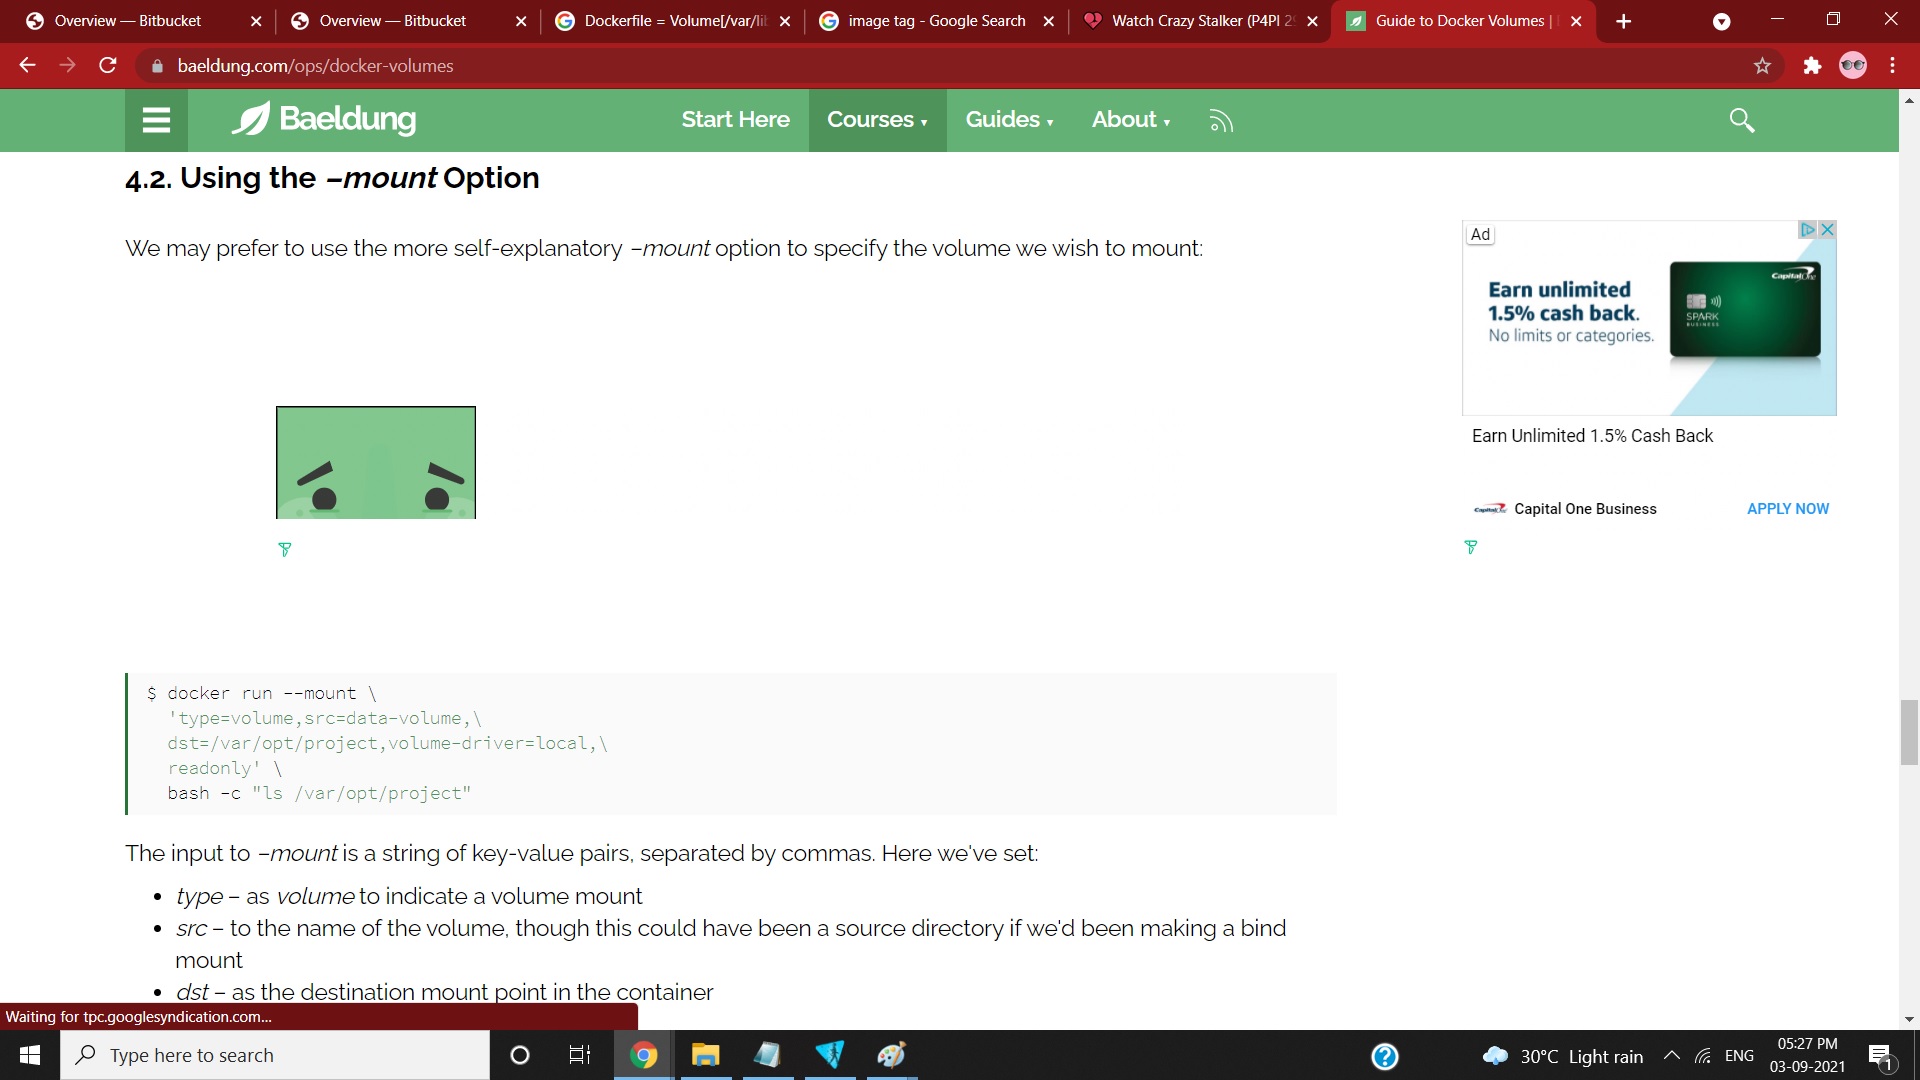 Overview — Bitbucket
Overview — Bitbucket
Dockerfile = Volume[/var/li
image tag - Google Search
Watch Crazy Stalker (P4PI 2
Guide to Docker Volumes |
baeldung.com/ops/docker-volumes
Baeldung
Start Here
Courses
Guides
About
4.2. Using the –mount Option
We may prefer to use the more self-explanatory –mount option to specify the volume we wish to mount:
Ad
Earn unlimited
1.5% cash back.
No limits or categories.
Capital One
SPARK
BUSINESS
Earn Unlimited 1.5% Cash Back
Capital One
Capital One Business
APPLY NOW
$ docker run --mount \
'type=volume,src=data-volume,\
dst=/var/opt/project,volume-driver=local,\
readonly' \
bash -c "ls /var/opt/project"
The input to –mount is a string of key-value pairs, separated by commas. Here we've set:
• type – as volume to indicate a volume mount
• src – to the name of the volume, though this could have been a source directory if we'd been making a bind
mount
• dst – as the destination mount point in the container
Waiting for tpc.googlesyndication.com...
Type here to search
30°C Light rain
ENG
05:27 PM
03-09-2021
1